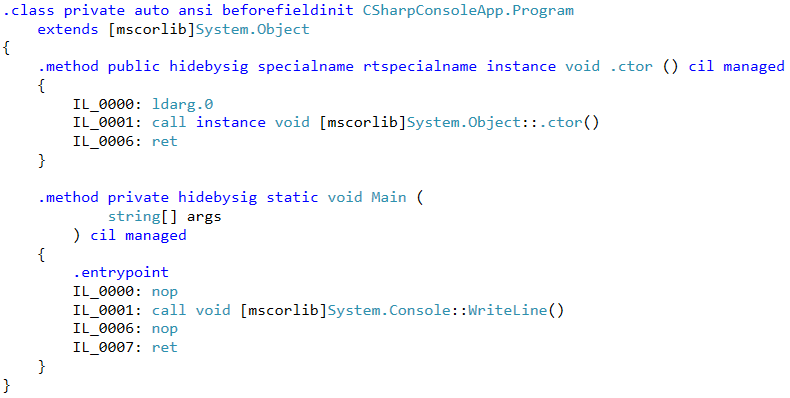 .class private auto ansi beforefieldinit CSharpConsoleApp.Program
    extends [mscorlib]System.Object
{
    .method public hidebysig specialname rtspecialname instance void .ctor () cil managed
    {
        IL_0000: ldarg.0
        IL_0001: call instance void [mscorlib]System.Object::.ctor()
        IL_0006: ret
    }

    .method private hidebysig static void Main (
            string[] args
        ) cil managed
    {
        .entrypoint
        IL_0000: nop
        IL_0001: call void [mscorlib]System.Console::WriteLine()
        IL_0006: nop
        IL_0007: ret
    }
}